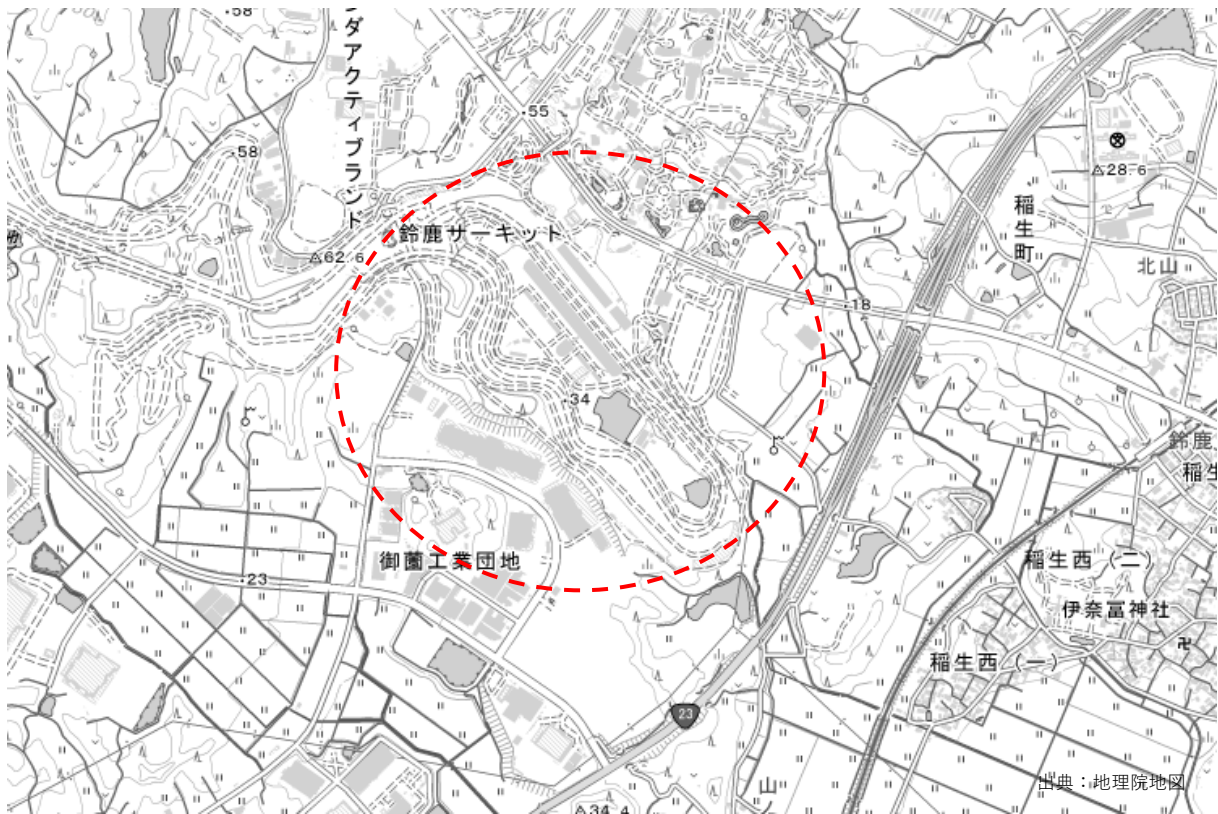 58
ダアクティブランド
55
58
28.6
稲生町
鈴鹿サーキット
62.6
北山
18
34
鈴鹿
稲生
御薗工業団地
23
稲生西(二)
伊奈冨神社
稲生西(一)
23
山
出典:地理院地図
34.4